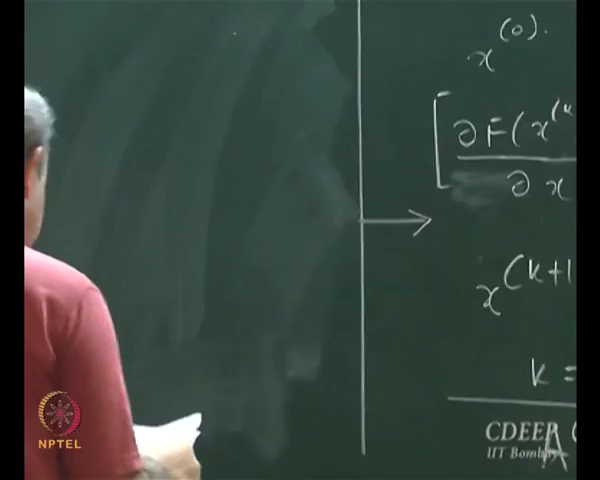 x^(0).
[∂F(x^(k
∂x
x^(k+1
k =
A
NPTEL
CDEEP
IIT Bombay